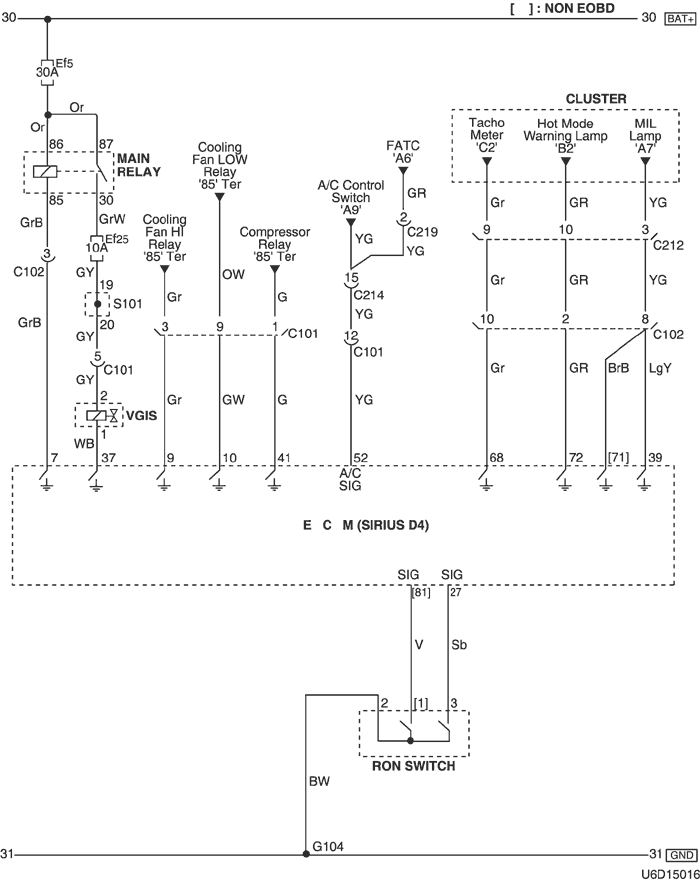 [ ] : NON EOBD
30
30 BAT+
Ef5
30A
Or
Or
86
87
MAIN
RELAY
85
30
GrB
GrW
3
C102
Ef25
10A
GY
19
S101
20
GrB
GY
5
C101
GY
2
VGIS
1
WB
Cooling
Fan HI
Relay
'85' Ter
Cooling
Fan LOW
Relay
'85' Ter
Compressor
Relay
'85' Ter
Gr
OW
G
3
9
1
C101
Gr
GW
G
A/C Control
Switch
'A9'
FATC
'A6'
GR
2
C219
YG
YG
15
C214
YG
12
C101
YG
CLUSTER
Tacho
Meter
'C2'
Hot Mode
Warning Lamp
'B2'
MIL
Lamp
'A7'
Gr
GR
YG
9
10
3
C212
Gr
GR
YG
10
2
8
C102
Gr
GR
BrB
LgY
7
37
9
10
41
52
68
72
[71]
39
A/C
SIG
E C M (SIRIUS D4)
SIG
SIG
[81]
27
V
Sb
2
[1]
3
RON SWITCH
BW
G104
31
31 GND
U6D15016